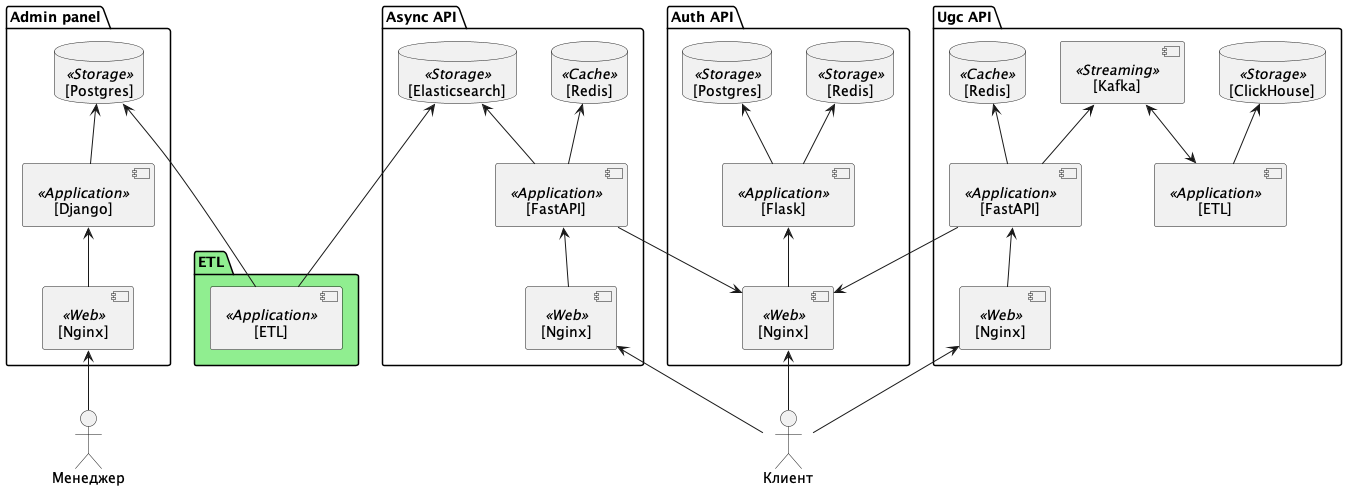 Admin panel
«Storage»
[Postgres]
«Application»
[Django]
«Web»
[Nginx]
Менеджер
ETL
«Application»
[ETL]
Async API
«Storage»
[Elasticsearch]
«Cache»
[Redis]
«Application»
[FastAPI]
«Web»
[Nginx]
Auth API
«Storage»
[Postgres]
«Storage»
[Redis]
«Application»
[Flask]
«Web»
[Nginx]
Клиент
Ugc API
«Cache»
[Redis]
«Streaming»
[Kafka]
«Storage»
[ClickHouse]
«Application»
[FastAPI]
«Application»
[ETL]
«Web»
[Nginx]